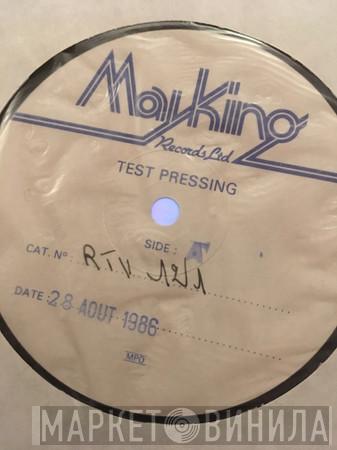 MayKing
Records Ltd
TEST PRESSING
SIDE : A
CAT. Nº : RTV 121
DATE : 28 AOUT 1986
MPO
МАРКЕТ ВИНИЛА